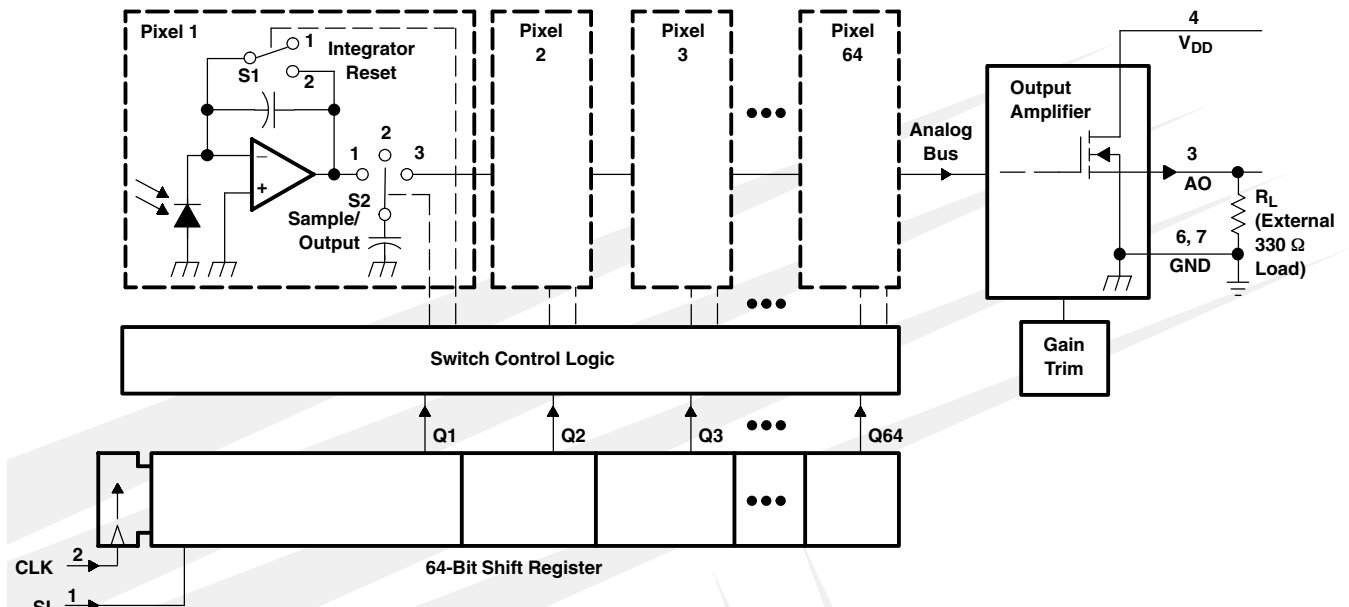 Pixel 1
1
Integrator
Reset
S1
2
Pixel
2
Pixel
3
Pixel
64
4
VDD
Output
Amplifier
Analog
Bus
3
AO
RL
(External
330 Ω
Load)
6, 7
GND
−
+
1
2
3
S2
Sample/
Output
Gain
Trim
Switch Control Logic
Q1
Q2
Q3
Q64
CLK
2
64-Bit Shift Register
SI
1